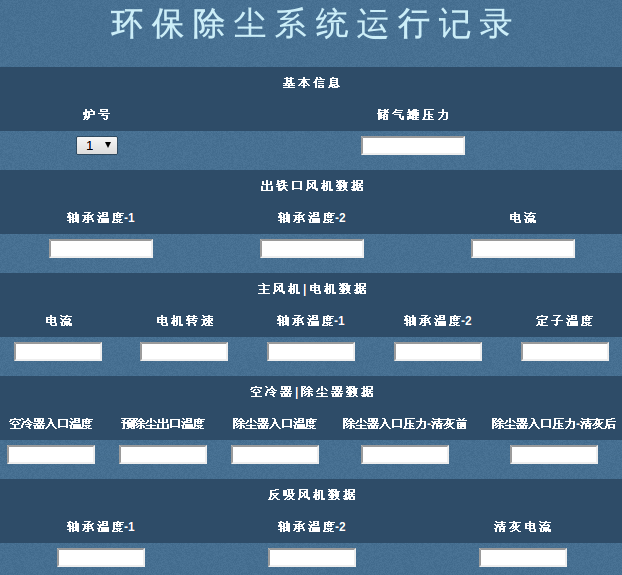 环保除尘系统运行记录
基本信息
炉号 储气罐压力
1
出铁口风机数据
轴承温度-1 轴承温度-2 电流
主风机|电机数据
电流 电机转速 轴承温度-1 轴承温度-2 定子温度
空冷器|除尘器数据
空冷器入口温度 预除尘出口温度 除尘器入口温度 除尘器入口压力-清灰前 除尘器入口压力-清灰后
反吸风机数据
轴承温度-1 轴承温度-2 清灰电流